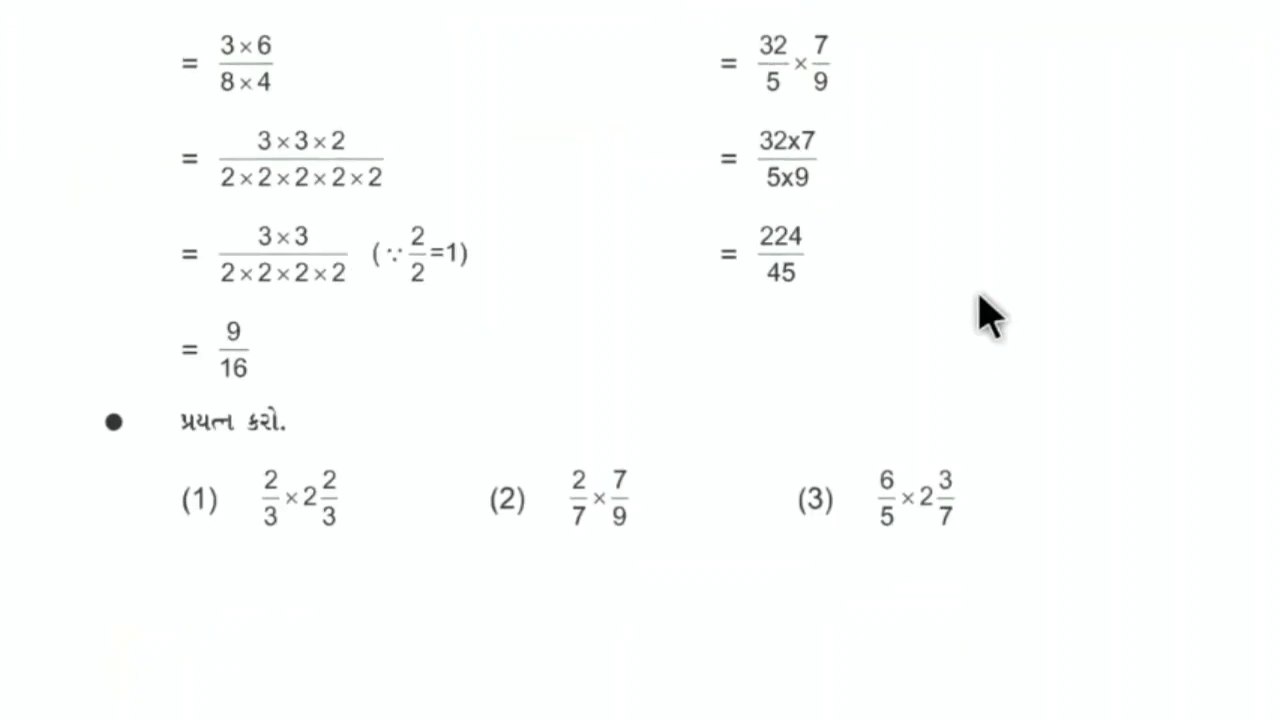 = 3×6/8×4
= 32/5 × 7/9
= 3×3×2/2×2×2×2×2
= 32x7/5x9
= 3×3/2×2×2×2 (∵ 2/2 =1)
= 224/45
= 9/16
● પ્રયત્ન કરો.
(1) 2/3 × 2 2/3 (2) 2/7 × 7/9 (3) 6/5 × 2 3/7